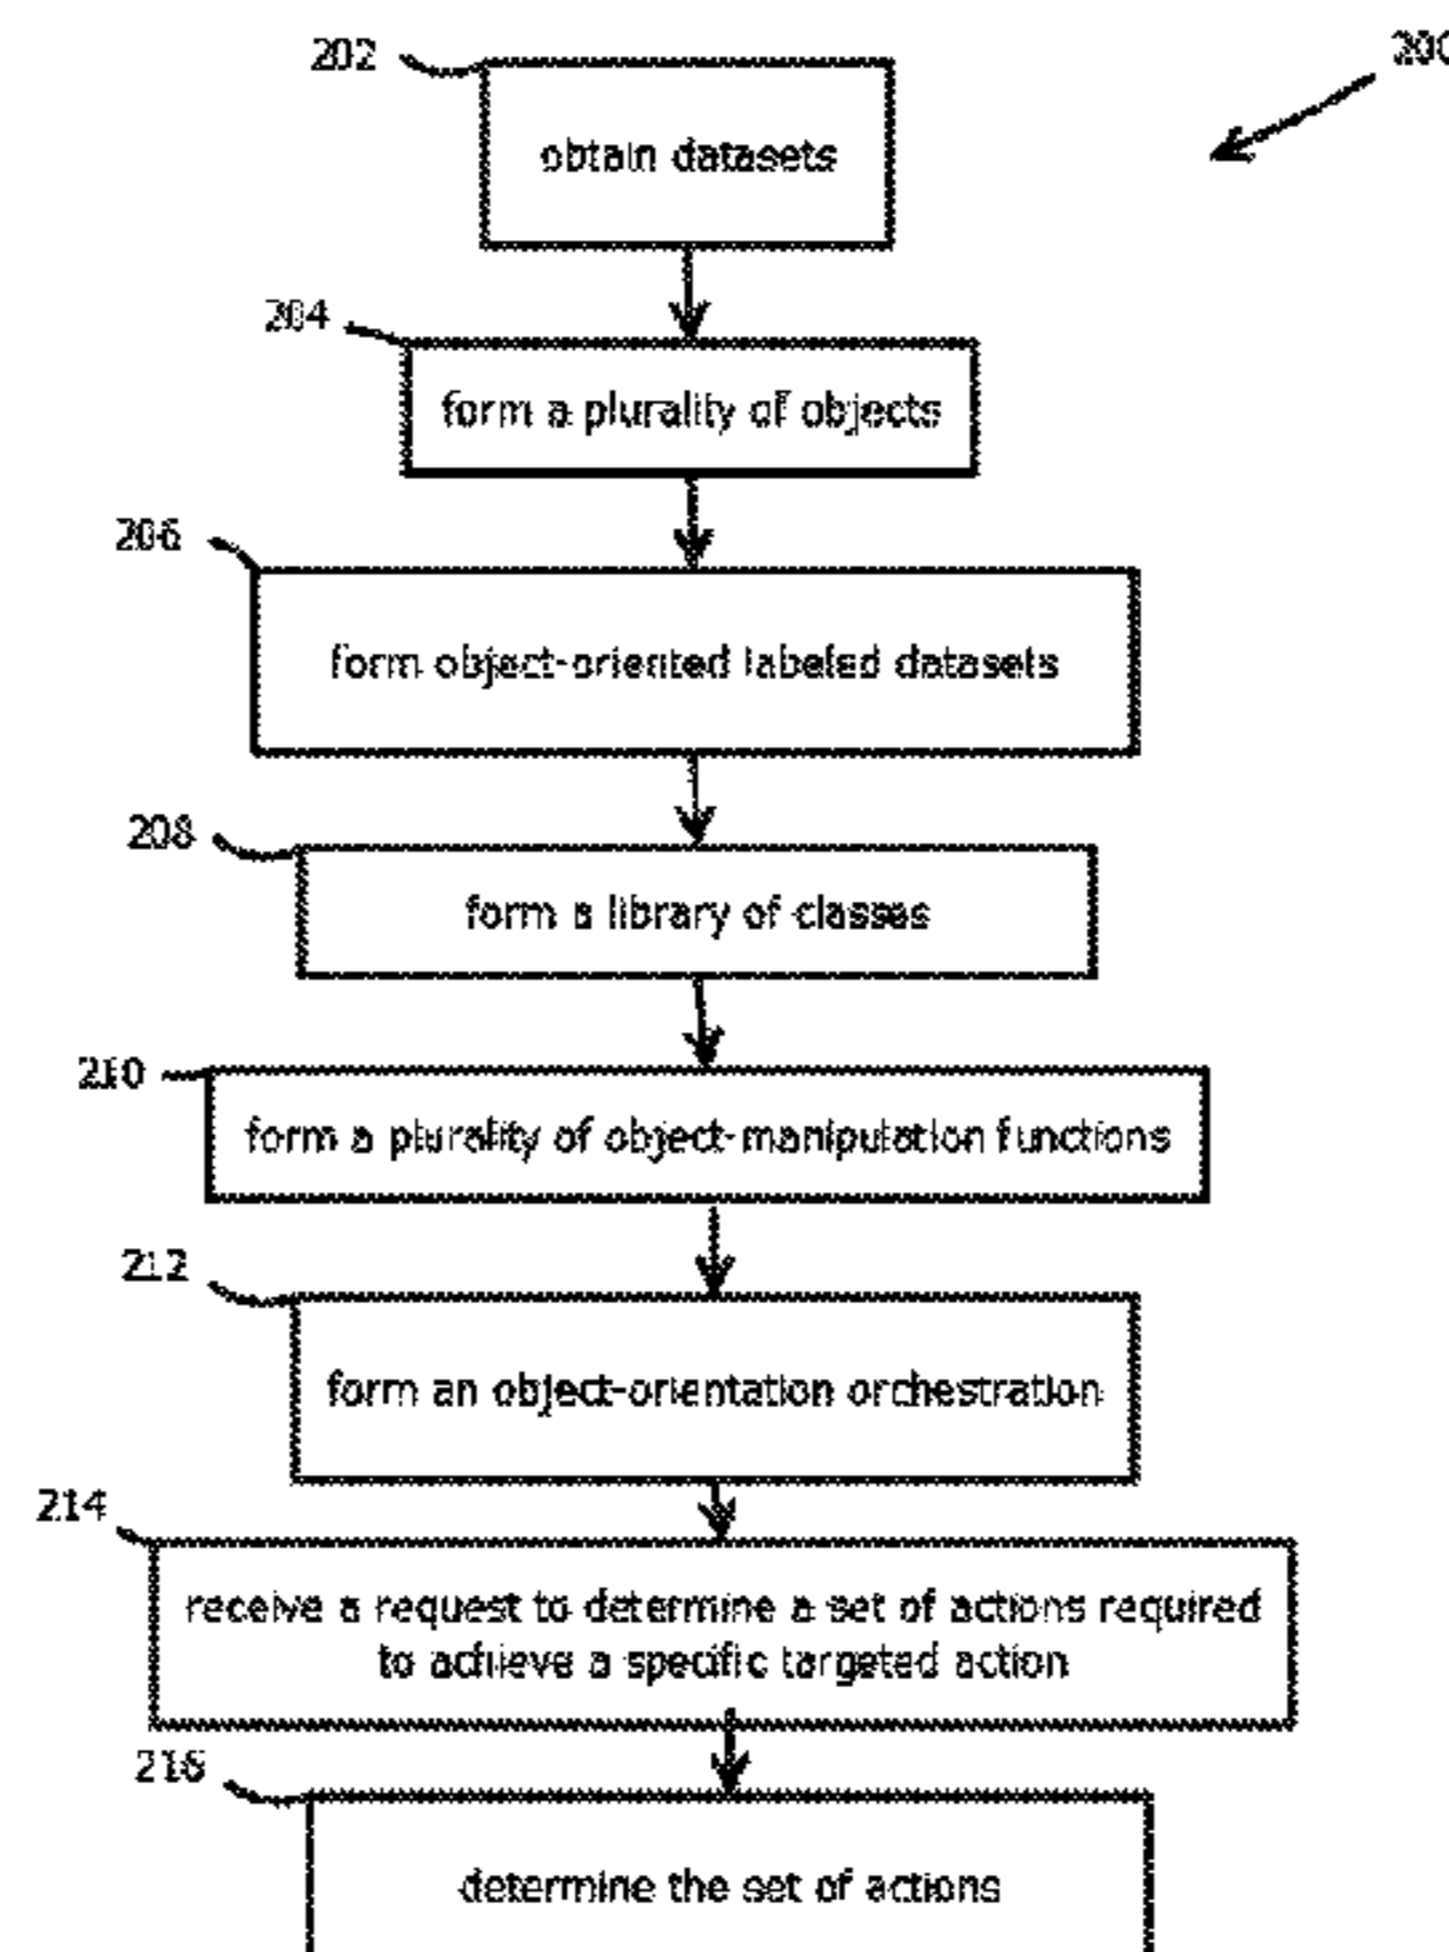 202
200
obtain datasets
204
form a plurality of objects
206
form object-oriented labeled datasets
208
form a library of classes
210
form a plurality of object-manipulation functions
212
form an object-orientation orchestration
214
receive a request to determine a set of actions required
to achieve a specific targeted action
216
determine the set of actions